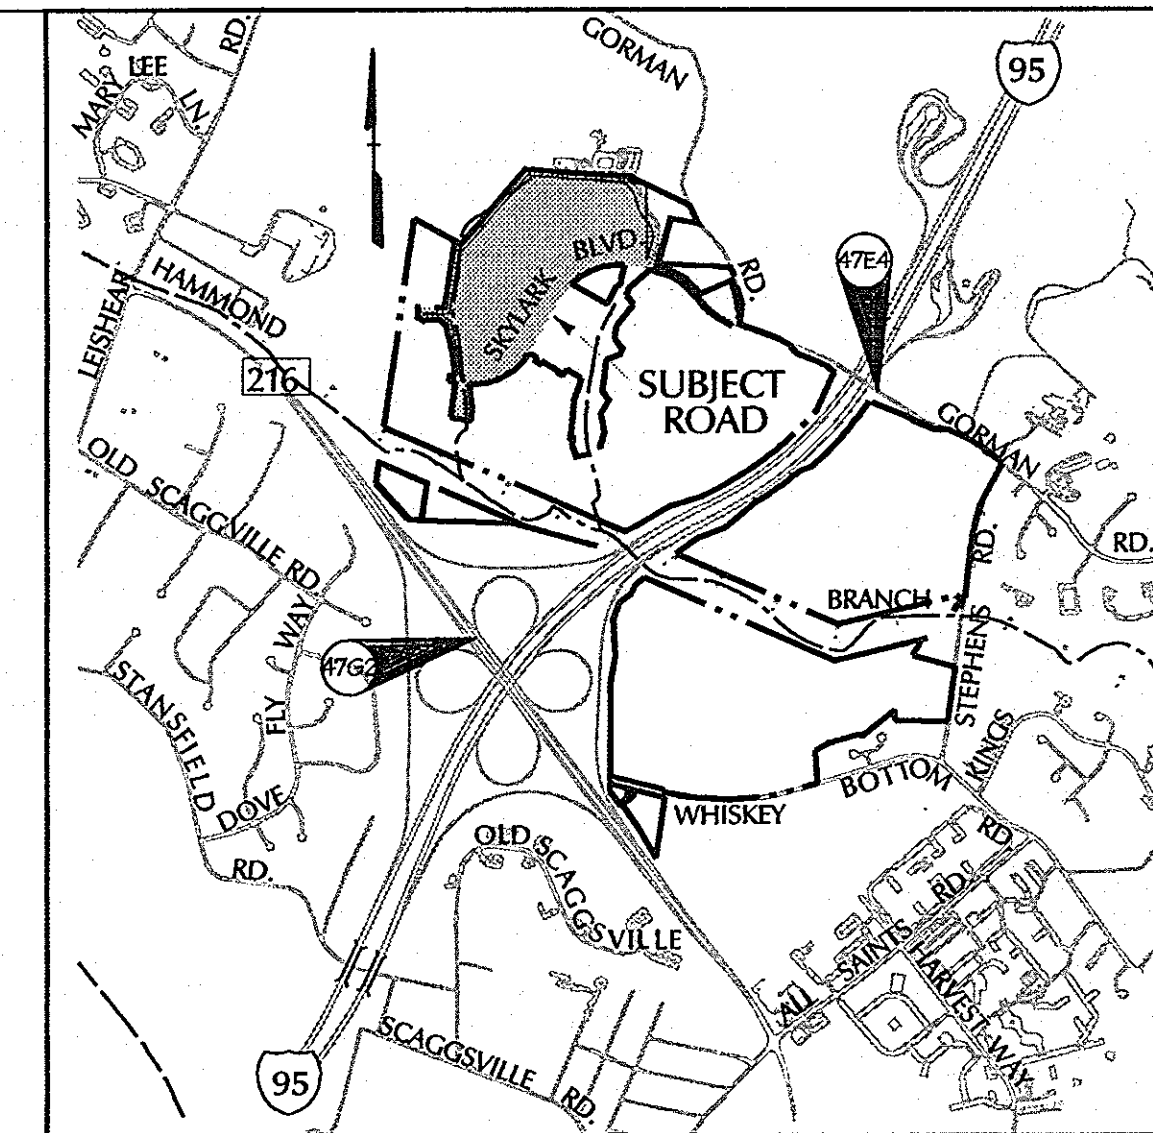 GORMAN
RD.
95
MARY LEE LN.
RD.
47E4
HAMMOND
LEISHEAR
SKYLARK BLVD.
216
SUBJECT
ROAD
GORMAN
RD.
OLD SCAGGSVILLE RD.
RD.
BRANCH
STEPHENS
47G2
FLY WAY
STANSFIELD
DOVE
RD.
KINGS
BOTTOM
WHISKEY
RD.
OLD SCAGGSVILLE
ALL SAINTS RD.
HARVEST WAY
SCAGGSVILLE RD.
95